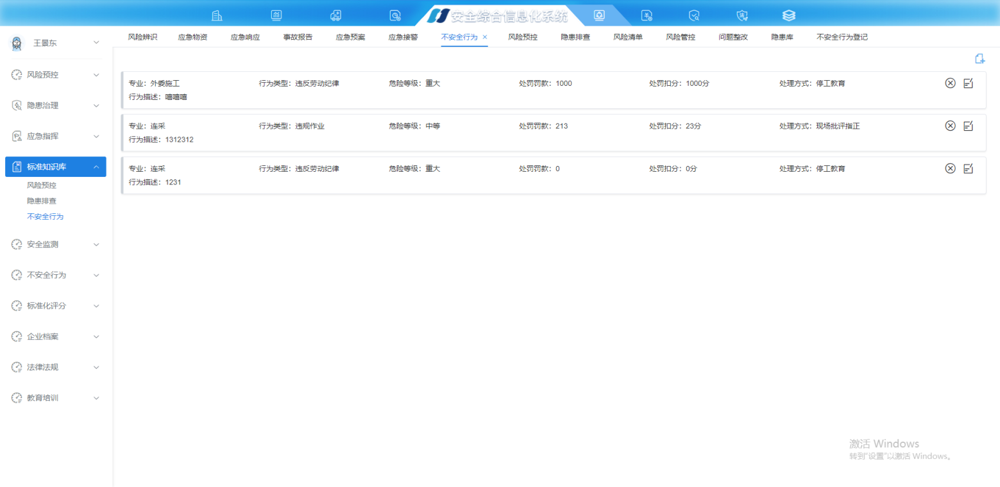 安全综合信息化系统
王景东
风险辨识 应急物资 应急响应 事故报告 应急预案 应急接警 不安全行为 × 风险预控 隐患排查 风险清单 风险管控 问题整改 隐患库 不安全行为登记
风险预控
隐患治理
应急指挥
标准知识库
风险预控
隐患排查
不安全行为
安全监测
不安全行为
标准化评分
企业档案
法律法规
教育培训
专业：外委施工 行为类型：违反劳动纪律 危险等级：重大 处罚罚款：1000 处罚扣分：1000分 处理方式：停工教育
行为描述：嘻嘻嘻
专业：连采 行为类型：违规作业 危险等级：中等 处罚罚款：213 处罚扣分：23分 处理方式：现场批评指正
行为描述：1312312
专业：连采 行为类型：违反劳动纪律 危险等级：重大 处罚罚款：0 处罚扣分：0分 处理方式：停工教育
行为描述：1231
激活 Windows
转到"设置"以激活 Windows。